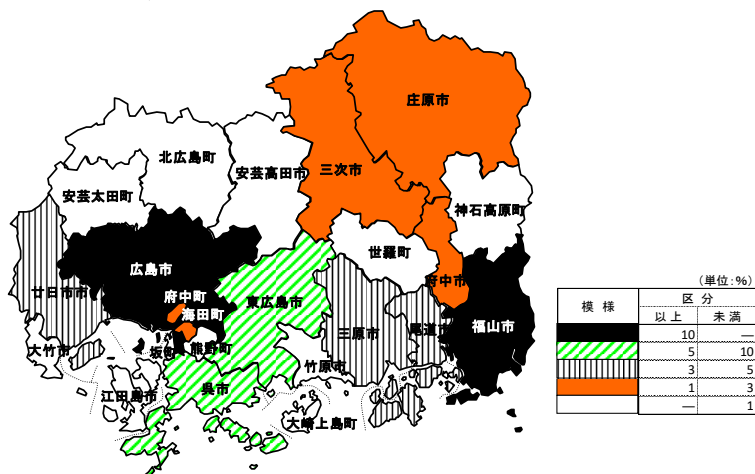 庄原市
北広島町
安芸高田市
三次市
安芸太田町
神石高原町
世羅町
広島市
府中市
廿日市市
府中町
海田町
東広島市
三原市
尾道市
福山市
坂町
熊野町
大竹市
竹原市
江田島市
呉市
大崎上島町
(単位:%)
模 様 区 分
以 上 未 満
10 —
5 10
3 5
1 3
— 1